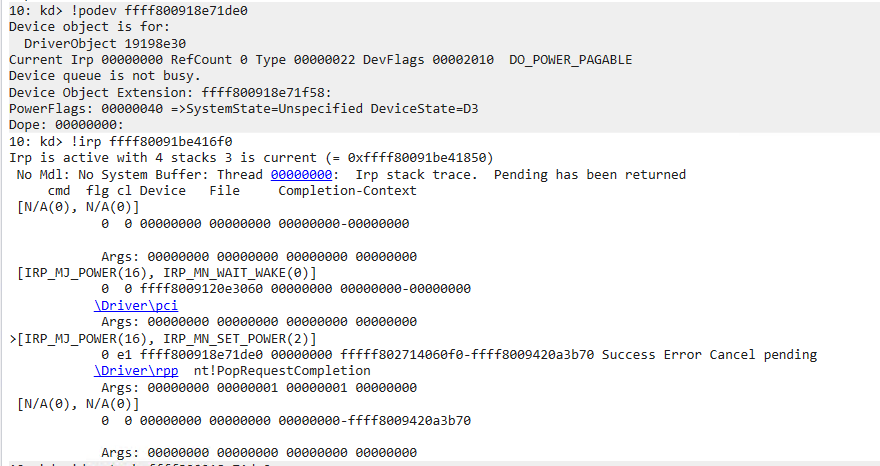 10: kd> !podev ffff800918e71de0
Device object is for:
  DriverObject 19198e30
Current Irp 00000000 RefCount 0 Type 00000022 DevFlags 00002010  DO_POWER_PAGABLE
Device queue is not busy.
Device Object Extension: ffff800918e71f58:
PowerFlags: 00000040 =>SystemState=Unspecified DeviceState=D3
Dope: 00000000:
10: kd> !irp ffff80091be416f0
Irp is active with 4 stacks 3 is current (= 0xffff80091be41850)
 No Mdl: No System Buffer: Thread 00000000:  Irp stack trace.  Pending has been returned
     cmd  flg cl Device   File     Completion-Context
 [N/A(0), N/A(0)]
            0  0 00000000 00000000 00000000-00000000
            Args: 00000000 00000000 00000000 00000000
 [IRP_MJ_POWER(16), IRP_MN_WAIT_WAKE(0)]
            0  0 ffff8009120e3060 00000000 00000000-00000000
           \Driver\pci
            Args: 00000000 00000000 00000000 00000000
>[IRP_MJ_POWER(16), IRP_MN_SET_POWER(2)]
            0 e1 ffff800918e71de0 00000000 fffff802714060f0-ffff8009420a3b70 Success Error Cancel pending
           \Driver\rpp  nt!PopRequestCompletion
            Args: 00000000 00000001 00000001 00000000
 [N/A(0), N/A(0)]
            0  0 00000000 00000000 00000000-ffff8009420a3b70
            Args: 00000000 00000000 00000000 00000000